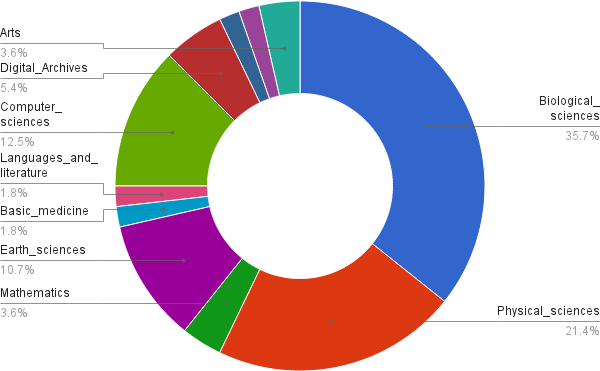 Arts
3.6%
Digital_Archives
5.4%
Computer_
sciences
12.5%
Languages_and_
literature
1.8%
Basic_medicine
1.8%
Earth_sciences
10.7%
Mathematics
3.6%
Biological_
sciences
35.7%
Physical_sciences
21.4%